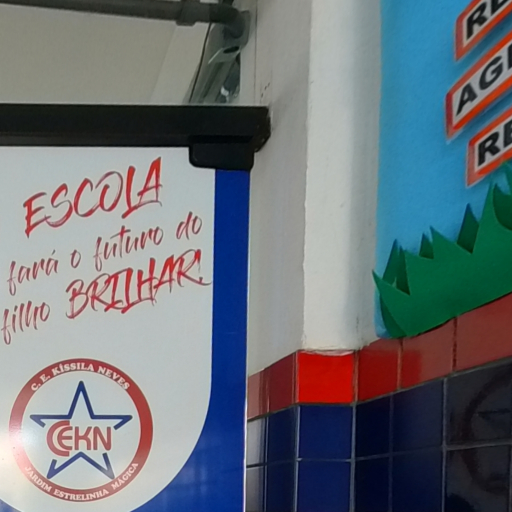 ESCOLA
fará o futuro do
filho BRILHAR!
C. E. KÍSSILA NEVES
CEKN
JARDIM ESTRELINHA MÁGICA